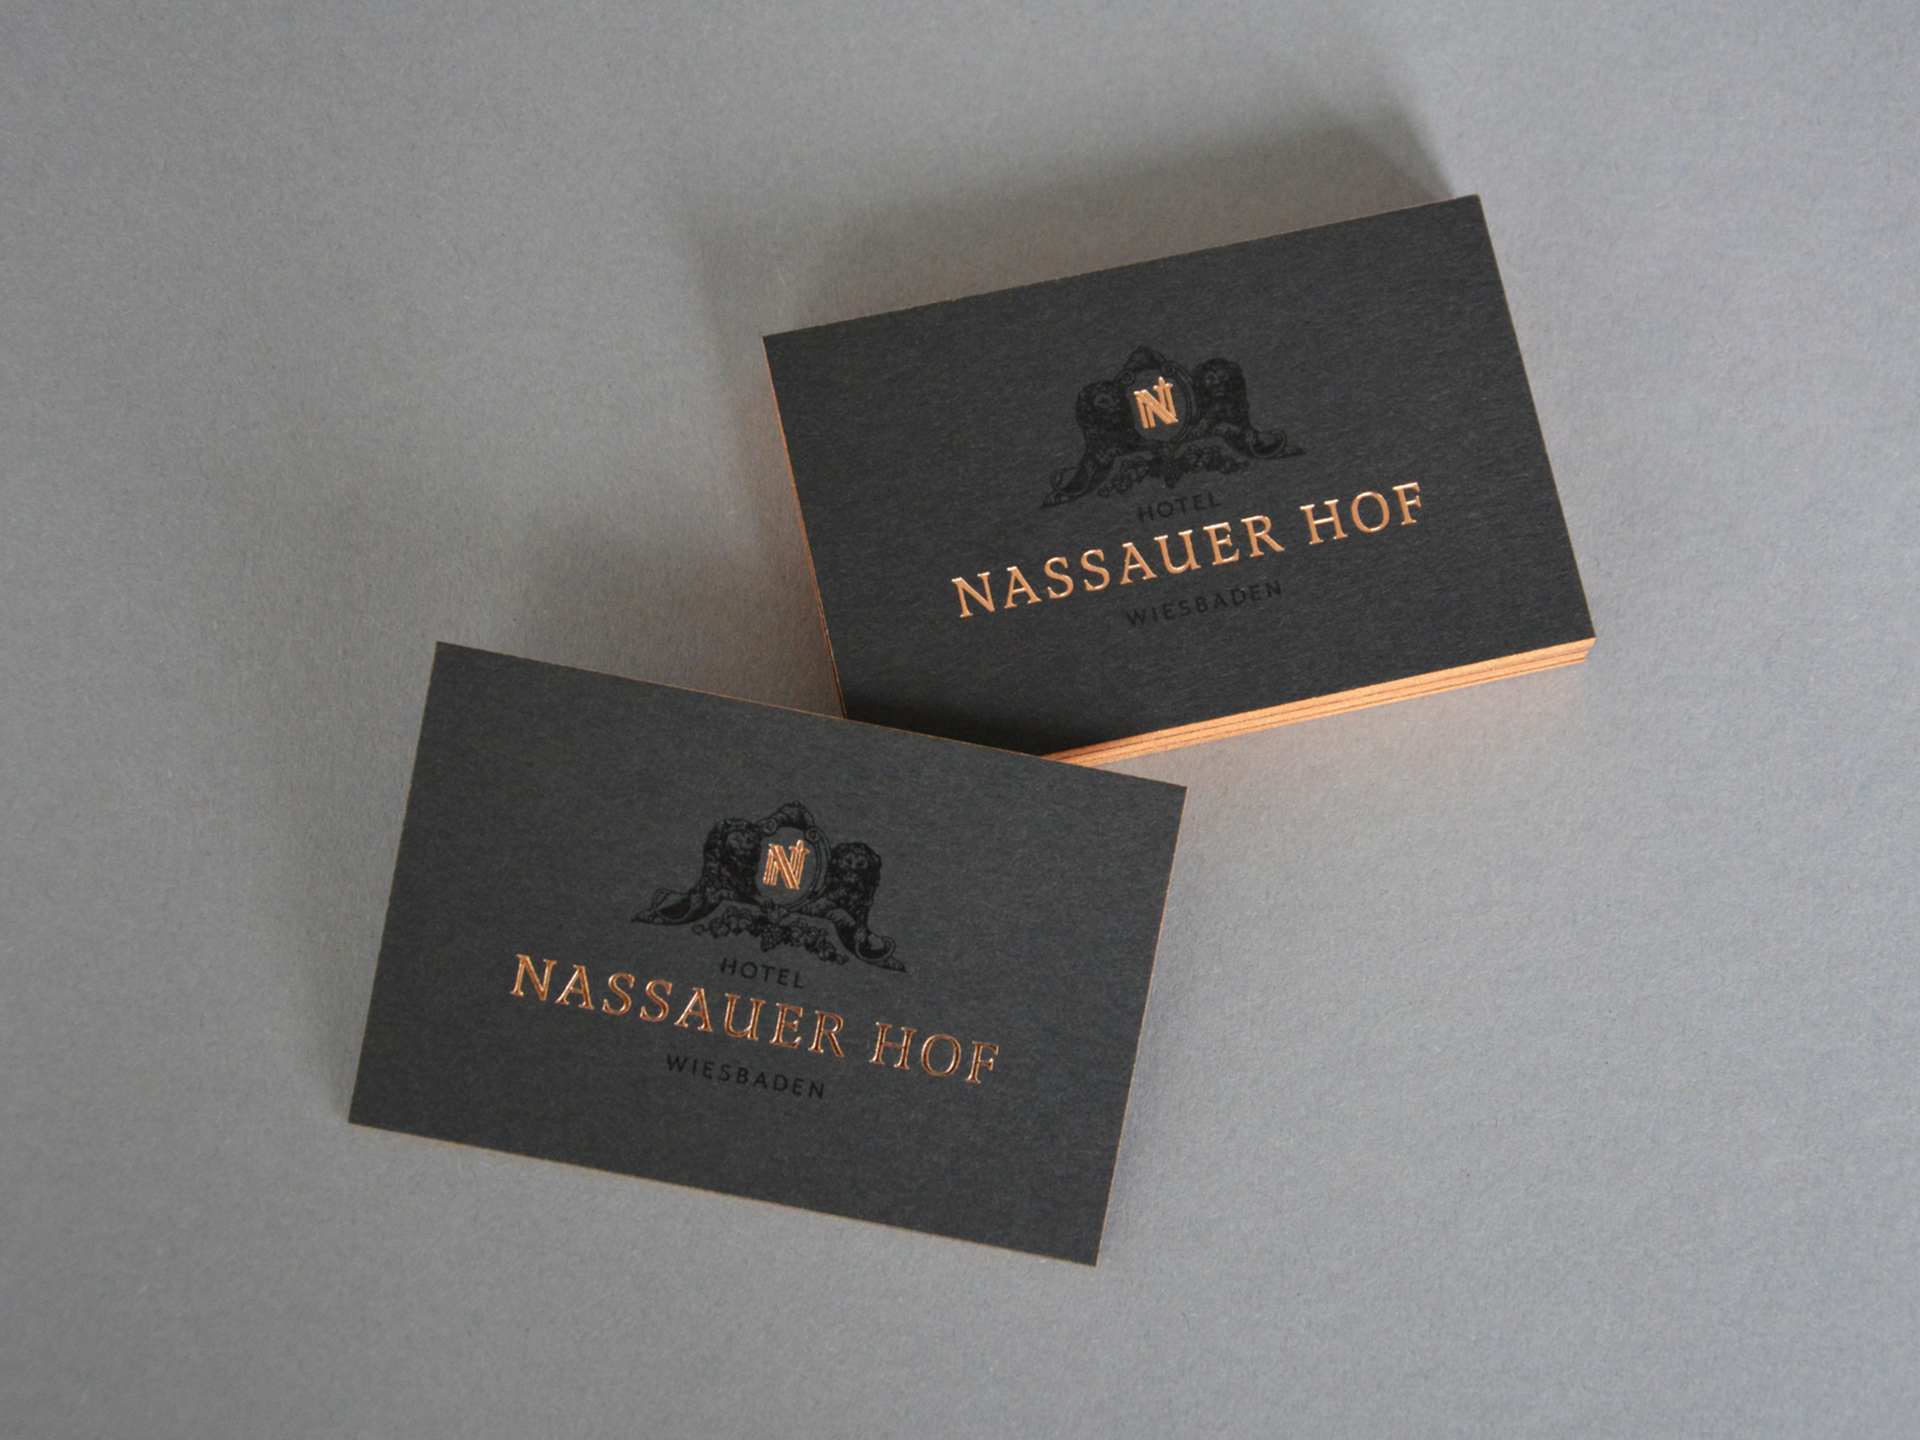 N
HOTEL
NASSAUER HOF
WIESBADEN
N
HOTEL
NASSAUER HOF
WIESBADEN